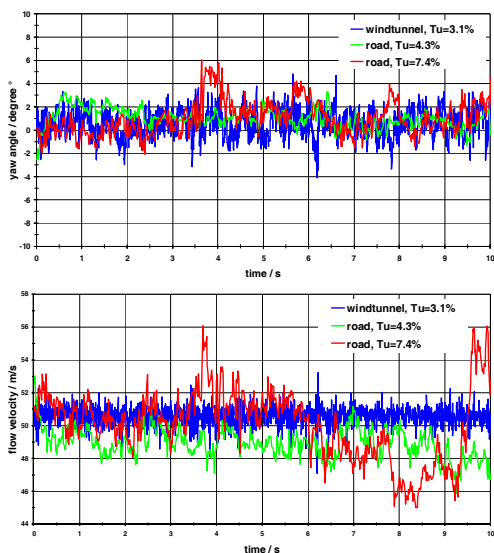 10
8
6
4
2
0
-2
-4
-6
-8
-10
yaw angle / degree °
windtunnel, Tu=3.1%
road, Tu=4.3%
road, Tu=7.4%
0 1 2 3 4 5 6 7 8 9 10
time / s
58
56
54
52
50
48
46
44
flow velocity / m/s
windtunnel, Tu=3.1%
road, Tu=4.3%
road, Tu=7.4%
0 1 2 3 4 5 6 7 8 9 10
time / s